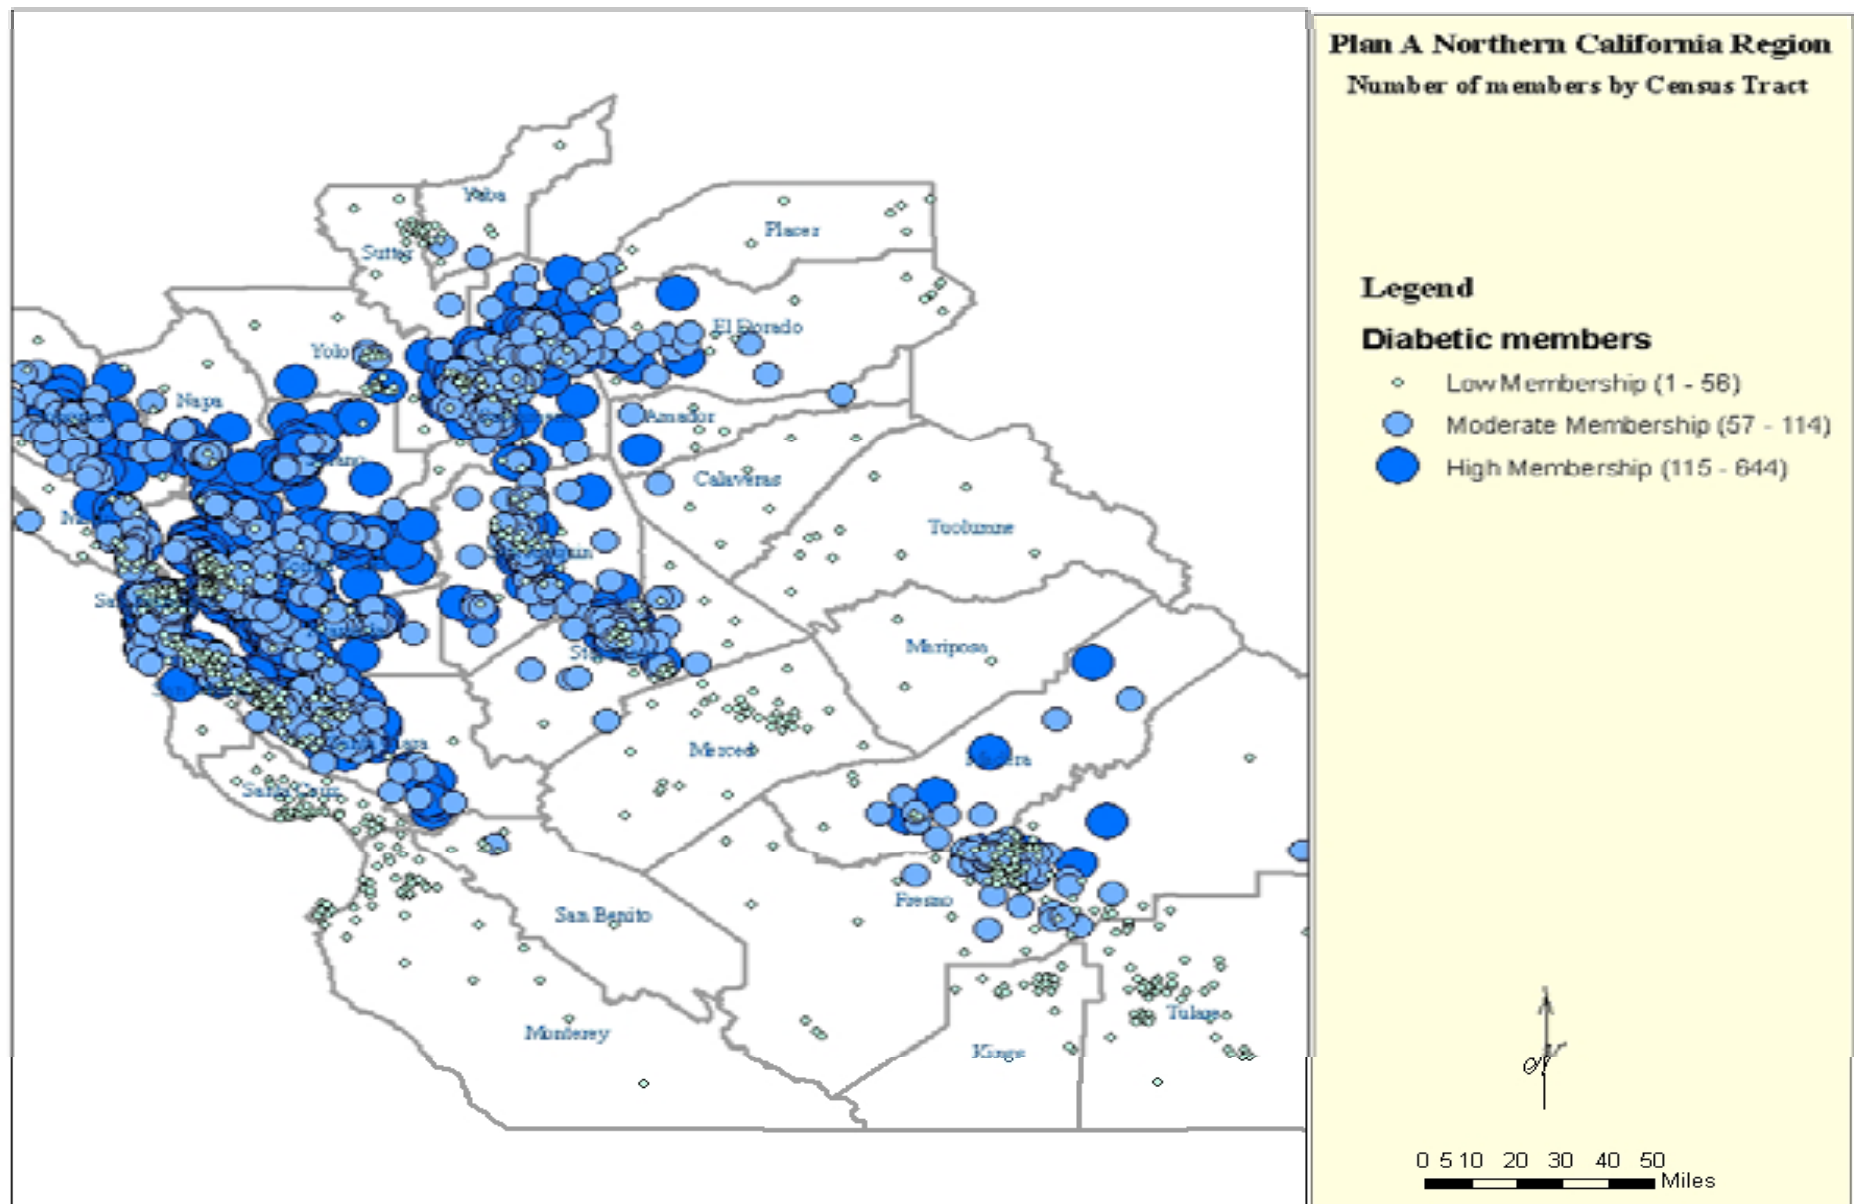 Plan A Northern California Region
Number of members by Census Tract
Legend
Diabetic members
Low Membership (1 - 56)
Moderate Membership (57 - 114)
High Membership (115 - 644)
0 5 10 20 30 40 50
Miles
Yuba
Placer
Sutter
El Dorado
Yolo
Napa
Amador
Calaveras
Tuolumne
Mariposa
Merced
Madera
Santa Cruz
Fresno
San Benito
Monterey
Kings
Tulare
N